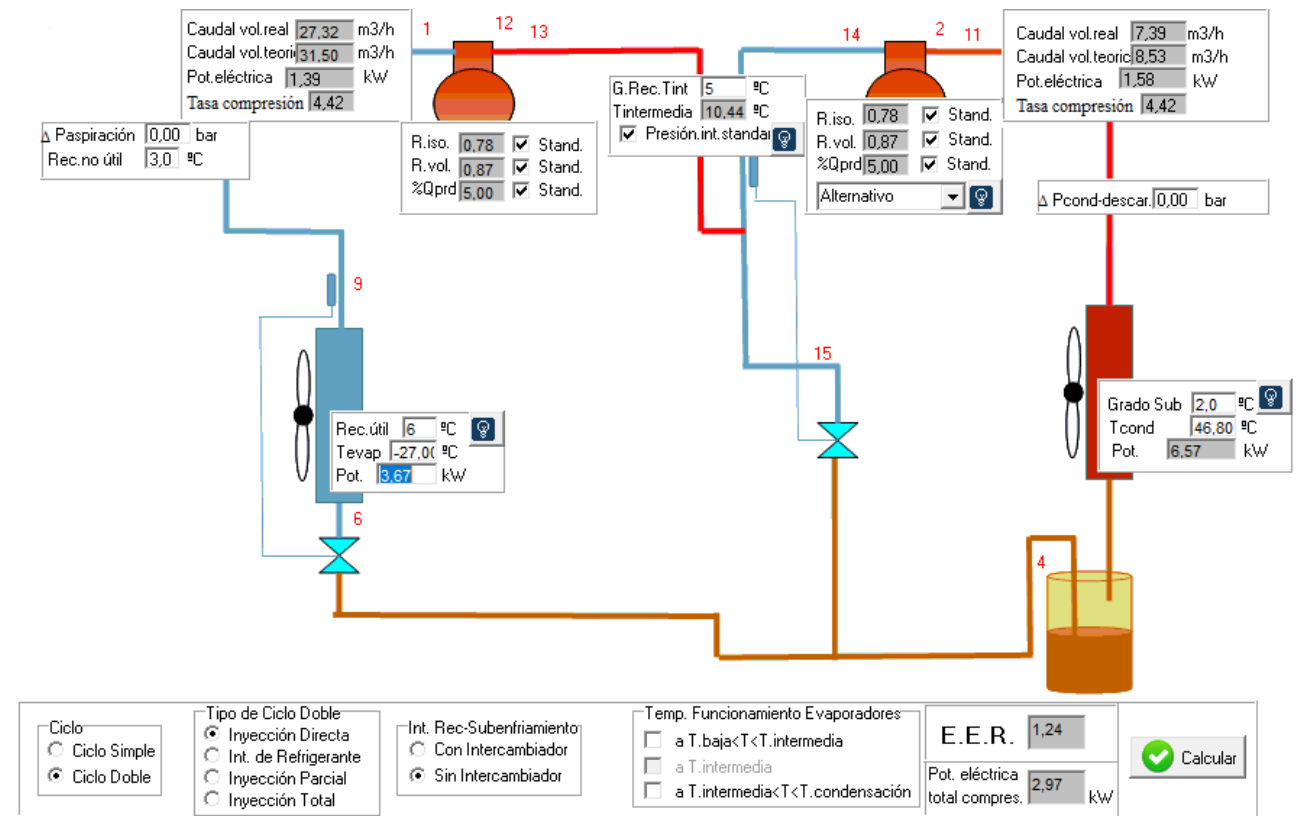 Caudal vol.real 27,32 m3/h
Caudal vol.teoric 31,50 m3/h
Pot.eléctrica 1,39 kW
Tasa compresión 4,42
1
12
13
14
2
11
Caudal vol.real 7,39 m3/h
Caudal vol.teoric 8,53 m3/h
Pot.eléctrica 1,58 kW
Tasa compresión 4,42
G.Rec.Tint 5 ºC
Tintermedia 10,44 ºC
Presión.int.standar
Δ Paspiración 0,00 bar
Rec.no útil 3,0 ºC
R.iso. 0,78 Stand.
R.vol. 0,87 Stand.
%Qprd 5,00 Stand.
R.iso. 0,78 Stand.
R.vol. 0,87 Stand.
%Qprd 5,00 Stand.
Alternativo
Δ Pcond-descar. 0,00 bar
9
15
Rec.útil 6 ºC
Tevap -27,00 ºC
Pot. 3,67 kW
Grado Sub 2,0 ºC
Tcond 46,80 ºC
Pot. 6,57 kW
6
4
Ciclo
Ciclo Simple
Ciclo Doble
Tipo de Ciclo Doble
Inyección Directa
Int. de Refrigerante
Inyección Parcial
Inyección Total
Int. Rec-Subenfriamiento
Con Intercambiador
Sin Intercambiador
Temp. Funcionamiento Evaporadores
a T.baja<T<T.intermedia
a T.intermedia
a T.intermedia<T<T.condensación
E.E.R. 1,24
Pot. eléctrica
total compres. 2,97 kW
Calcular